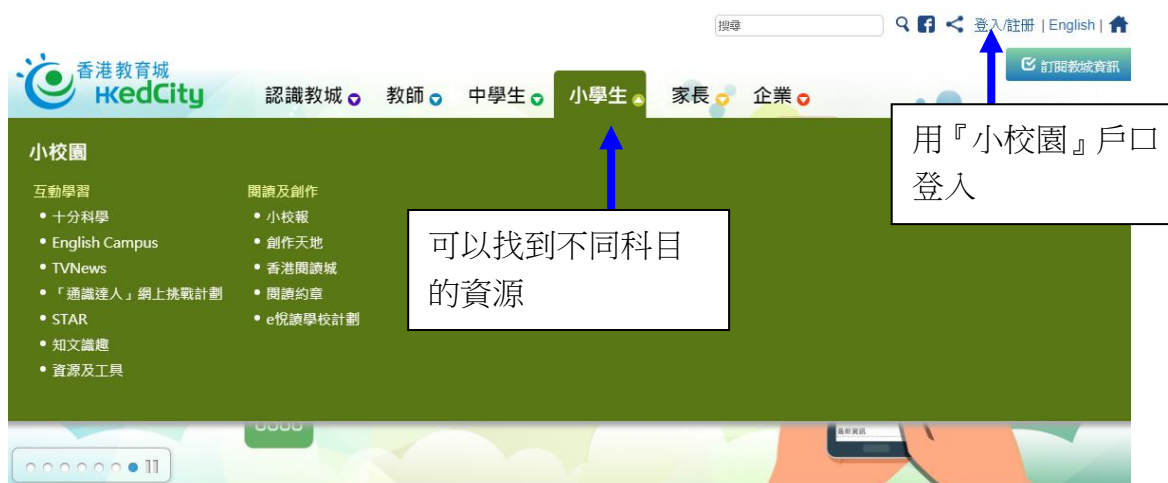 搜尋
登入/註冊 | English |
訂閱教城資訊
香港教育城
HKedCity
認識教城 教師 中學生 小學生 家長 企業
用『小校園』戶口
登入
小校園
互動學習
• 十分科學
• English Campus
• TVNews
• 「通識達人」網上挑戰計劃
• STAR
• 知文識趣
• 資源及工具
閱讀及創作
• 小校報
• 創作天地
• 香港閱讀城
• 閱讀約章
• e悅讀學校計劃
可以找到不同科目
的資源
最新資訊